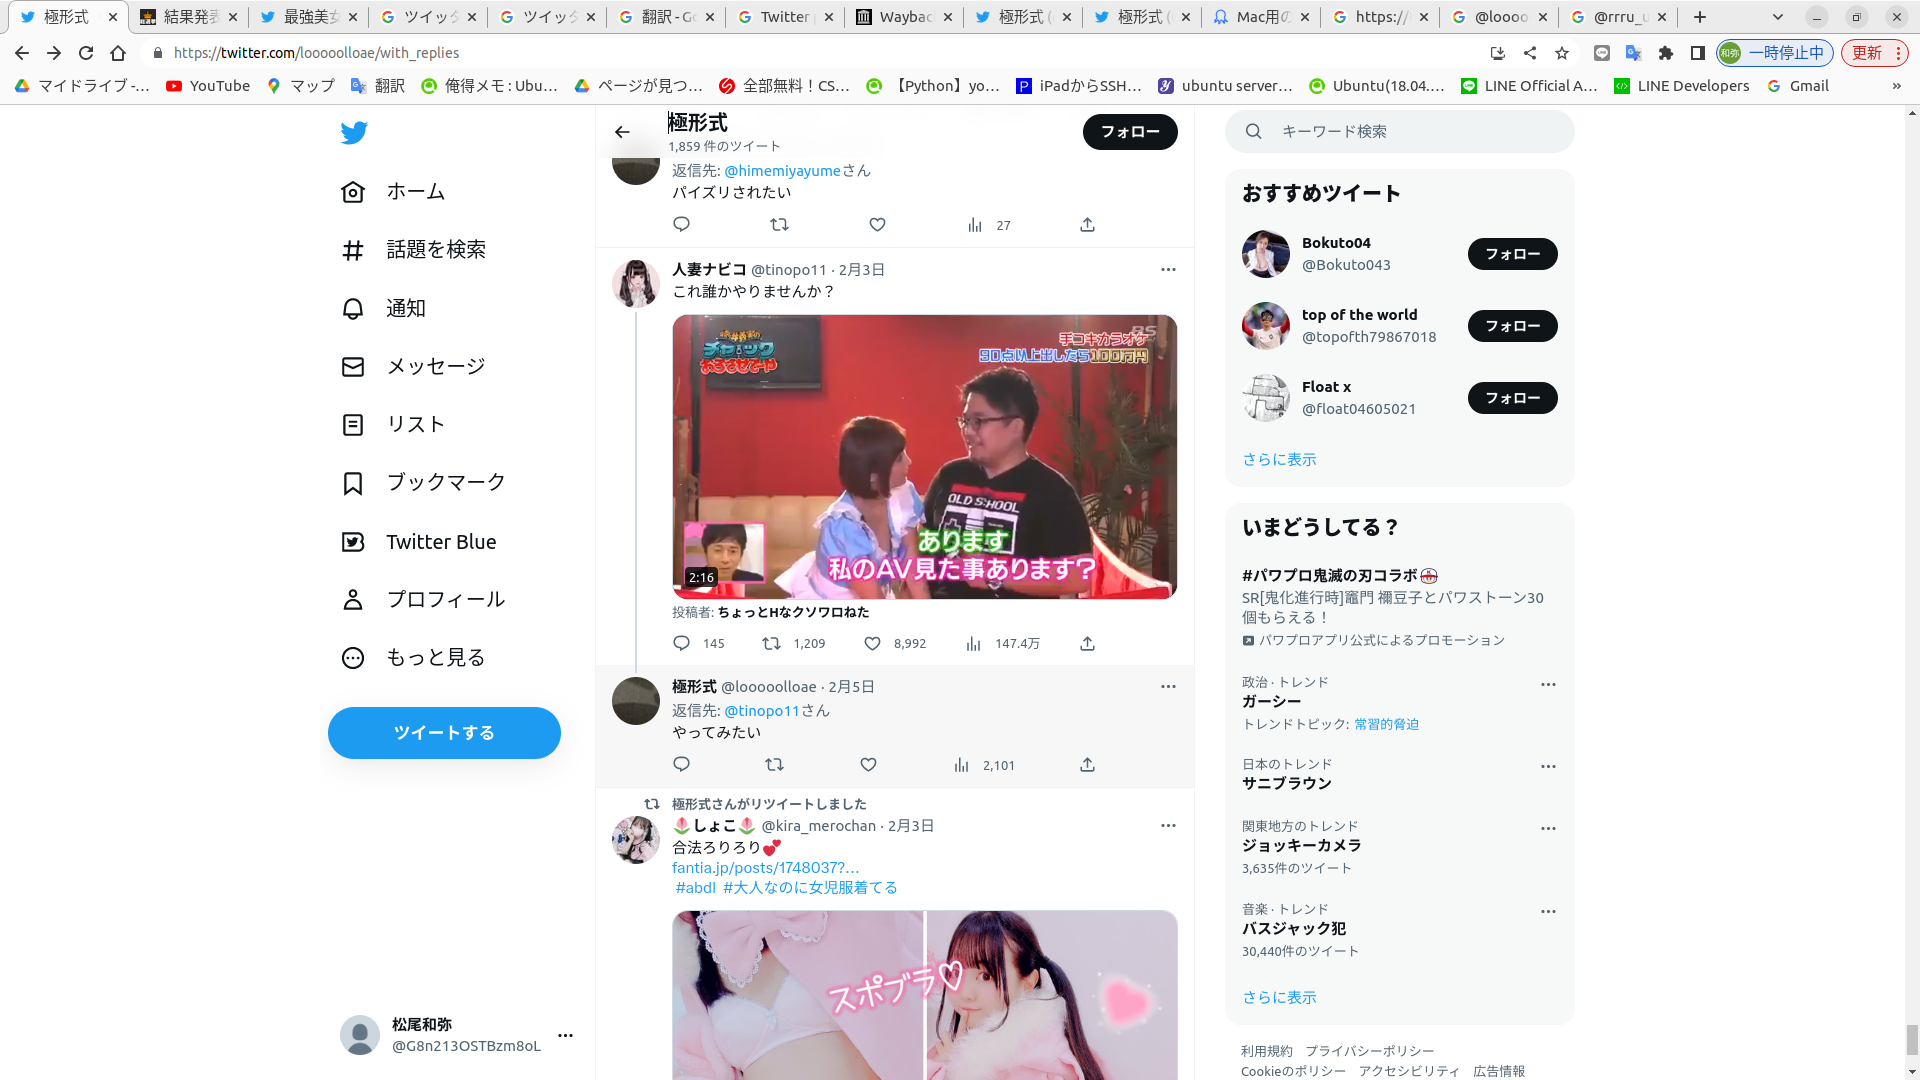 極形式
結果発表
最強美女
ツイッタ
ツイッタ
翻訳 - Go
Twitter
Wayback
極形式 (
極形式 (
Mac用の
https://
@loooo
@rrru_u
https://twitter.com/looooolloae/with_replies
和弥
一時停止中
更新
マイドライブ -...
YouTube
マップ
翻訳
俺得メモ : Ubu...
ページが見つ...
全部無料！CS...
【Python】yo...
iPadからSSH...
ubuntu server...
Ubuntu(18.04....
LINE Official A...
LINE Developers
Gmail
»
ホーム
話題を検索
通知
メッセージ
リスト
ブックマーク
Twitter Blue
プロフィール
もっと見る
ツイートする
松尾和弥
@G8n213OSTBzm8oL
極形式
1,859 件のツイート
フォロー
返信先: @himemiyayumeさん
パイズリされたい
27
人妻ナビコ @tinopo11 · 2月3日
これ誰かやりませんか？
BS
チャック
おろさせてーや
手コキカラオケ
90点以上出したら100万円
OLD SCHOOL
あります
私のAV見た事あります?
2:16
投稿者: ちょっとHなクソワロねた
145
1,209
8,992
147.4万
極形式 @looooolloae · 2月5日
返信先: @tinopo11さん
やってみたい
2,101
極形式さんがリツイートしました
🌷しょこ🌷 @kira_merochan · 2月3日
合法ろりろり💕
fantia.jp/posts/1748037?...
#abdl #大人なのに女児服着てる
スポブラ♡
キーワード検索
おすすめツイート
Bokuto04
@Bokuto043
フォロー
top of the world
@topofth79867018
フォロー
Float x
@float04605021
フォロー
さらに表示
いまどうしてる？
#パワプロ鬼滅の刃コラボ
SR[鬼化進行時]竈門 禰豆子とパワストーン30
個もらえる！
パワプロアプリ公式によるプロモーション
政治 · トレンド
ガーシー
トレンドトピック: 常習的脅迫
日本のトレンド
サニブラウン
関東地方のトレンド
ジョッキーカメラ
3,635件のツイート
音楽 · トレンド
バスジャック犯
30,440件のツイート
さらに表示
利用規約 プライバシーポリシー
Cookieのポリシー アクセシビリティ 広告情報